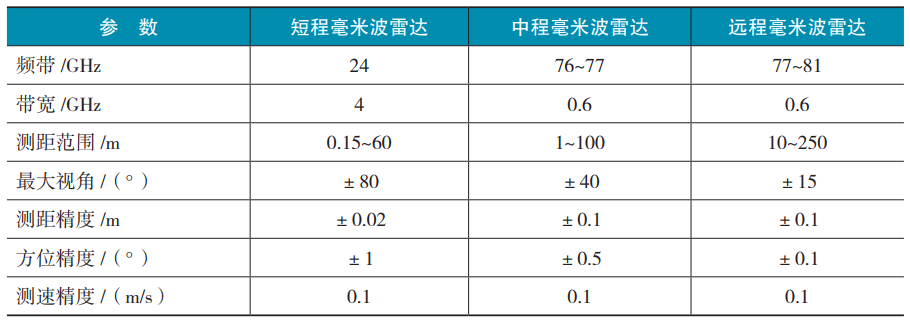 参 数 短程毫米波雷达 中程毫米波雷达 远程毫米波雷达
频带 /GHz 24 76~77 77~81
带宽 /GHz 4 0.6 0.6
测距范围 /m 0.15~60 1~100 10~250
最大视角 /（°） ± 80 ± 40 ± 15
测距精度 /m ± 0.02 ± 0.1 ± 0.1
方位精度 /（°） ± 1 ± 0.5 ± 0.1
测速精度 /（m/s） 0.1 0.1 0.1